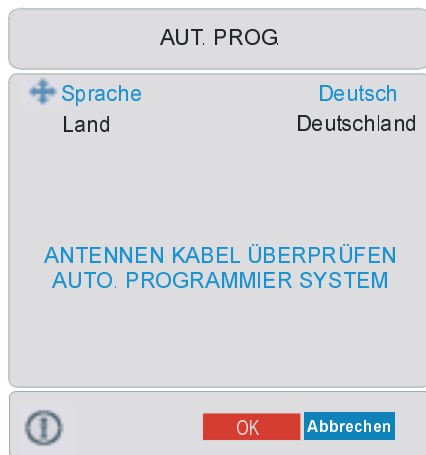 AUT. PROG
Sprache Deutsch
Land Deutschland
ANTENNEN KABEL ÜBERPRÜFEN
AUTO. PROGRAMMIER SYSTEM
OK Abbrechen